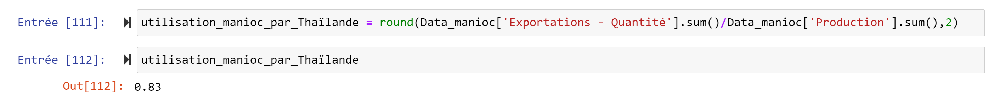 Entrée [111]: utilisation_manioc_par_Thaïlande = round(Data_manioc['Exportations - Quantité'].sum()/Data_manioc['Production'].sum(),2)
Entrée [112]: utilisation_manioc_par_Thaïlande
Out[112]: 0.83